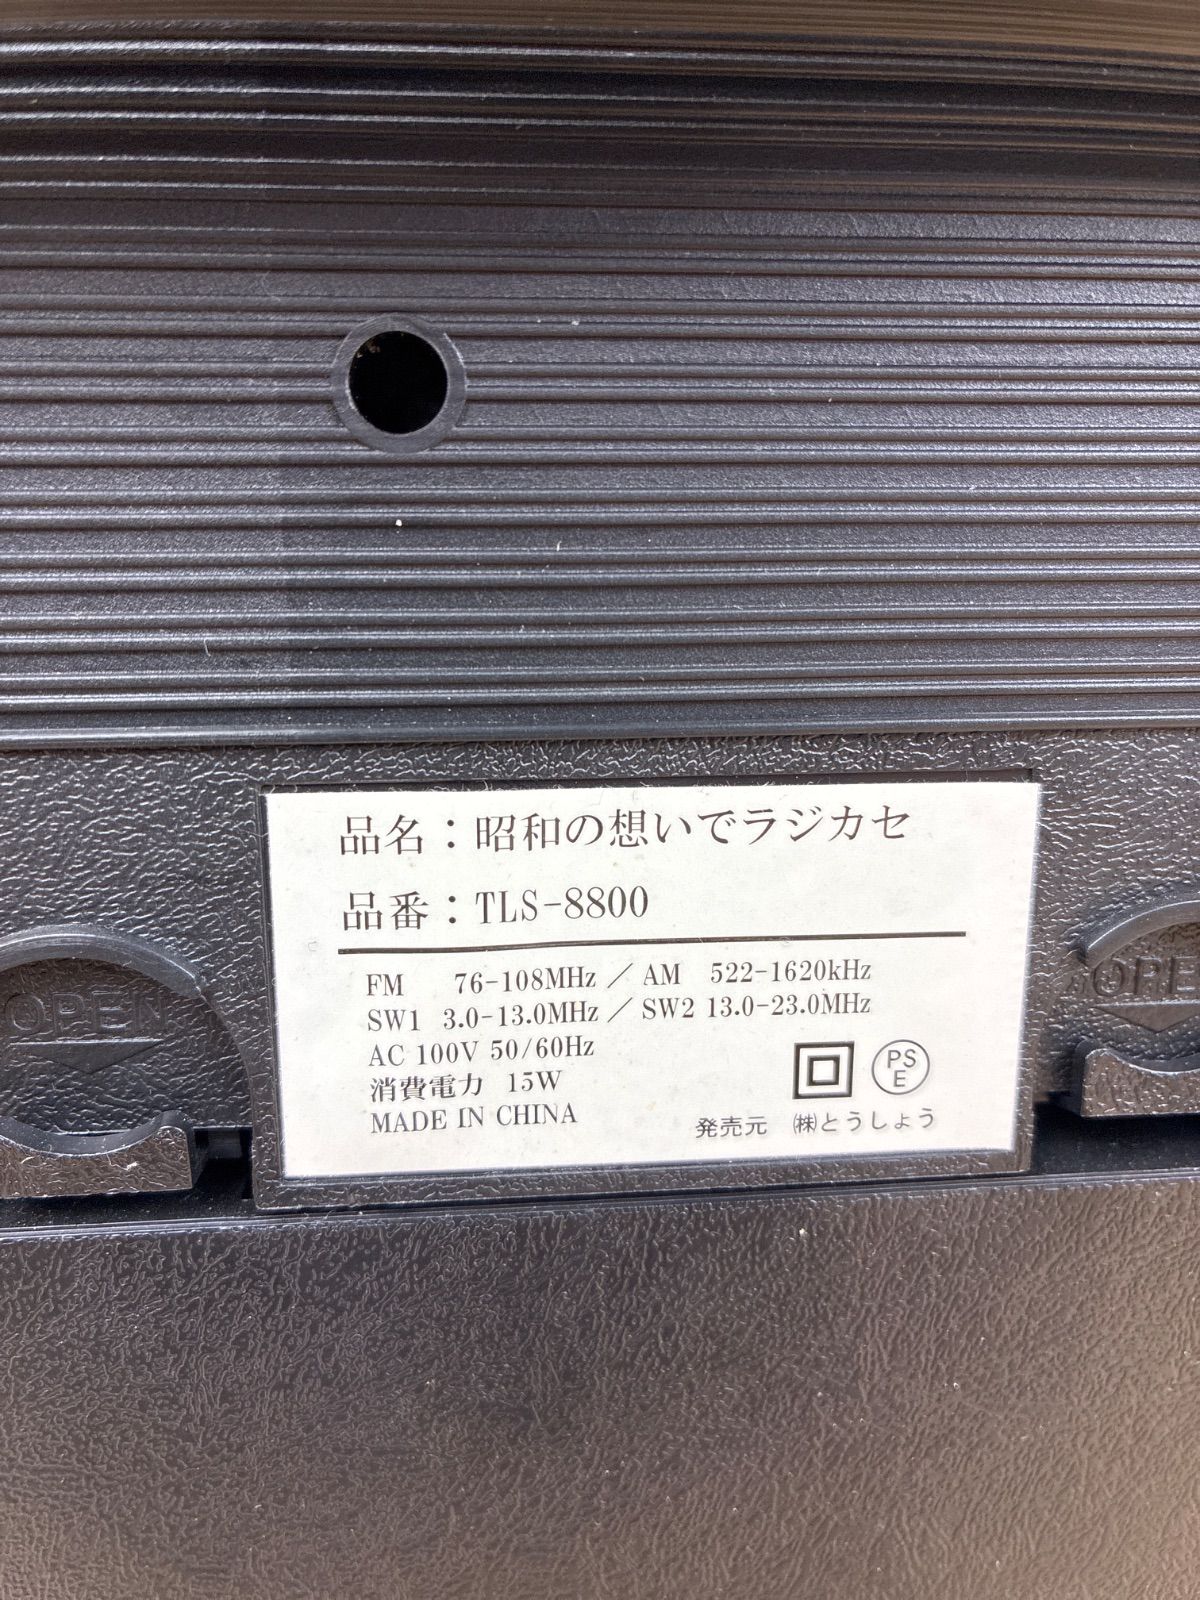 品名：昭和の想いでラジカセ
品番：TLS-8800
FM 76-108MHz ／ AM 522-1620kHz
SW1 3.0-13.0MHz ／ SW2 13.0-23.0MHz
AC 100V 50/60Hz
消費電力 15W
MADE IN CHINA
PS
E
発売元 ㈱とうしょう
OPEN
OPEN